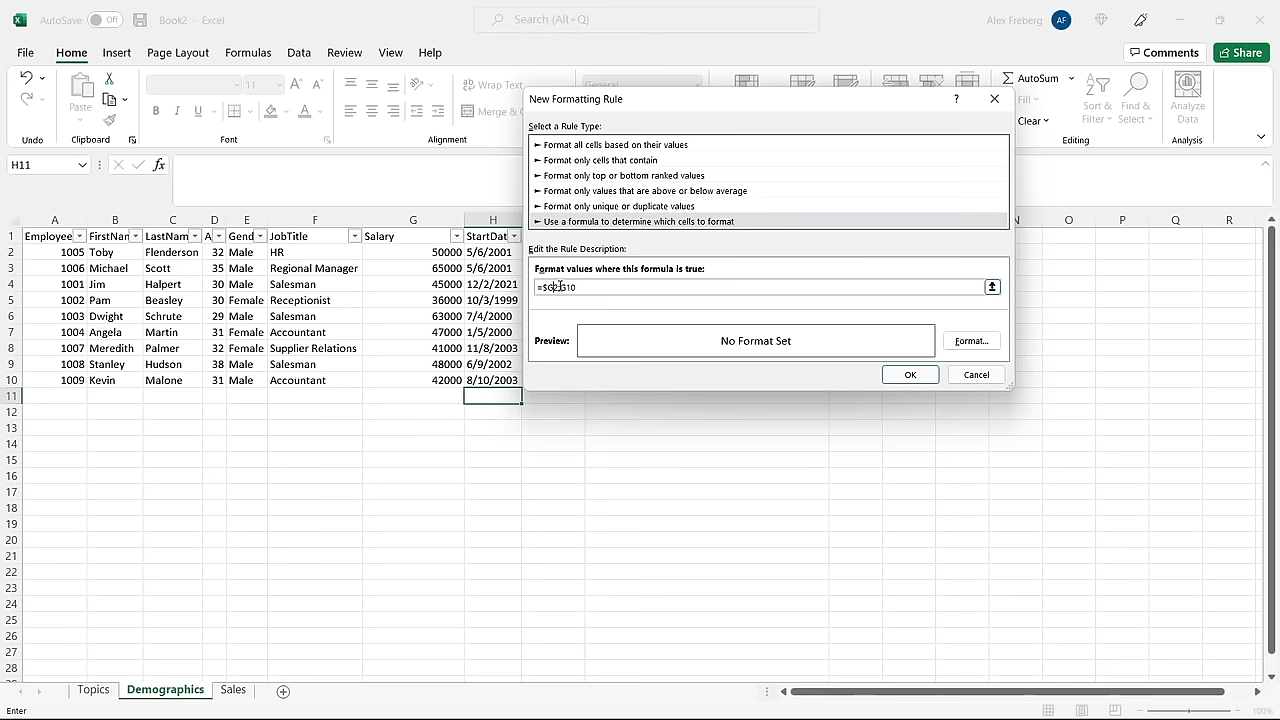 AutoSave Off Book2 - Excel Search (Alt+Q) Alex Freberg AF
File Home Insert Page Layout Formulas Data Review View Help Comments Share
Paste 11 B I U Wrap Text Merge & General AutoSum Fill Clear Sort & Filter Find & Select Analyze Data
Undo Clipboard Font Alignment Editing Analysis
H11 fx
New Formatting Rule ? ×
Select a Rule Type:
► Format all cells based on their values
► Format only cells that contain
► Format only top or bottom ranked values
► Format only values that are above or below average
► Format only unique or duplicate values
► Use a formula to determine which cells to format
Edit the Rule Description:
Format values where this formula is true:
Preview: No Format Set Format...
OK Cancel
A B C D E F G H N O P Q R
1 Employee FirstNam LastNam A Gend JobTitle Salary StartDat
2 1005 Toby Flenderson 32 Male HR 50000 5/6/2001
3 1006 Michael Scott 35 Male Regional Manager 65000 5/6/2001
4 1001 Jim Halpert 30 Male Salesman 45000 12/2/2021
5 1002 Pam Beasley 30 Female Receptionist 36000 10/3/1999
6 1003 Dwight Schrute 29 Male Salesman 63000 7/4/2000
7 1004 Angela Martin 31 Female Accountant 47000 1/5/2000
8 1007 Meredith Palmer 32 Female Supplier Relations 41000 11/8/2003
9 1008 Stanley Hudson 38 Male Salesman 48000 6/9/2002
10 1009 Kevin Malone 31 Male Accountant 42000 8/10/2003
11
12
13
14
15
16
17
18
19
20
21
22
23
24
25
26
27
28
Topics Demographics Sales
Enter 100%